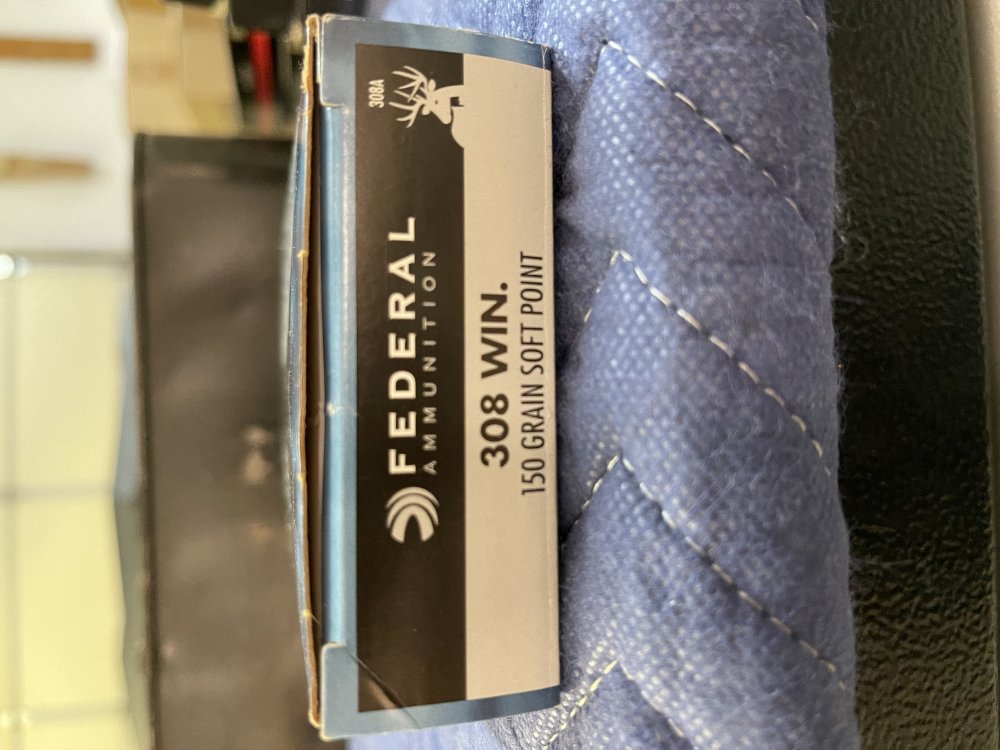 308A
FEDERAL
AMMUNITION
308 WIN.
150 GRAIN SOFT POINT